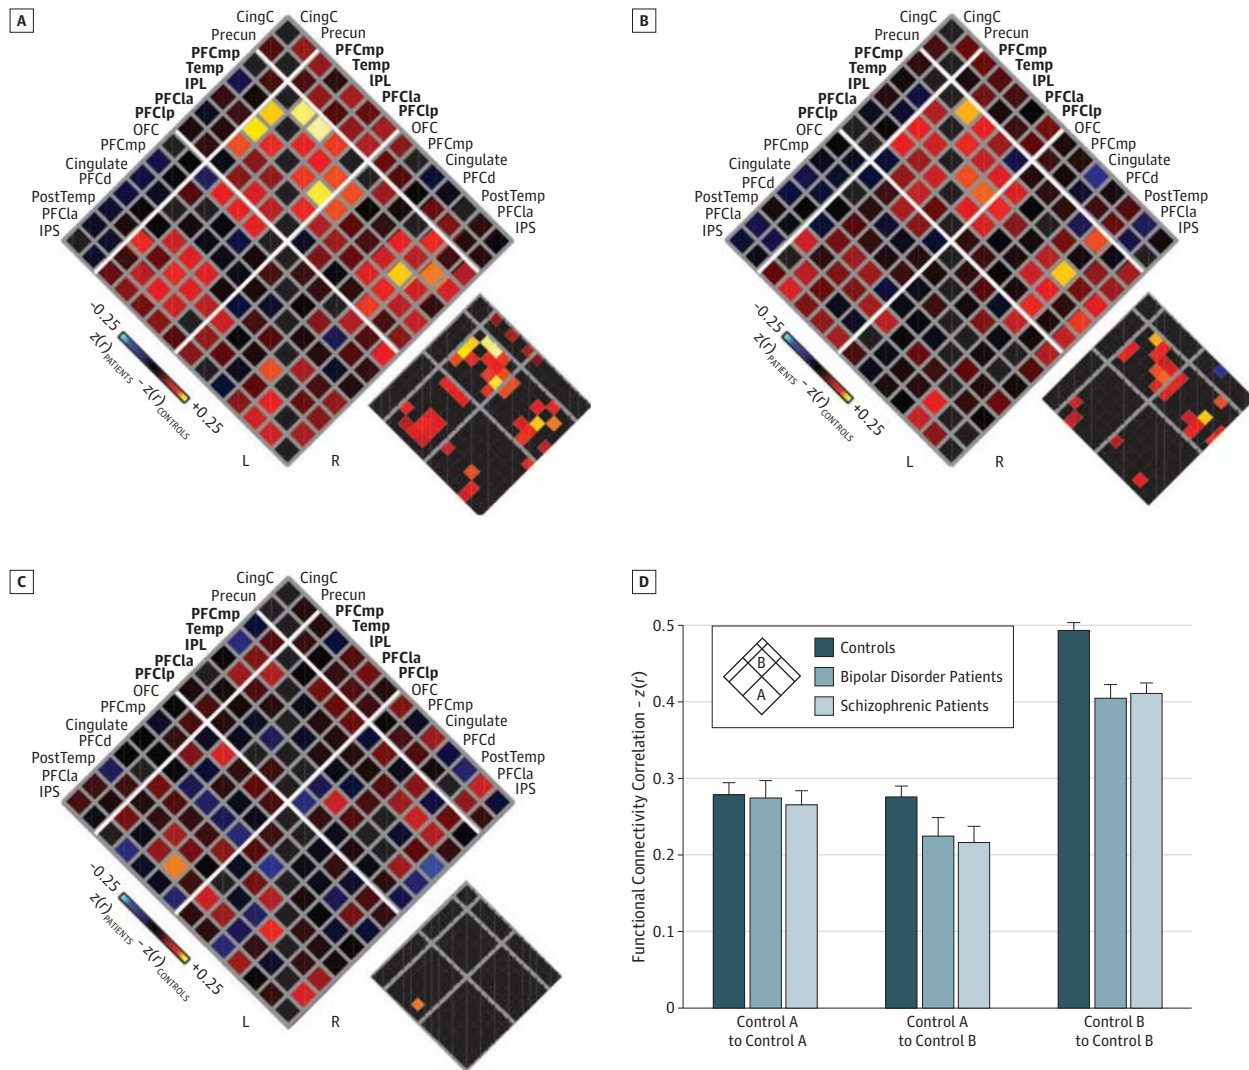 A
CingC
Precun
PFCmp
Temp
IPL
PFCla
PFClp
OFC
PFCmp
Cingulate
PFCd
PostTemp
PFCla
IPS
CingC
Precun
PFCmp
Temp
IPL
PFCla
PFClp
OFC
PFCmp
Cingulate
PFCd
PostTemp
PFCla
IPS
-0.25
z(r)PATIENTS - z(r)CONTROLS
+0.25
L
R
B
CingC
Precun
PFCmp
Temp
IPL
PFCla
PFClp
OFC
PFCmp
Cingulate
PFCd
PostTemp
PFCla
IPS
CingC
Precun
PFCmp
Temp
IPL
PFCla
PFClp
OFC
PFCmp
Cingulate
PFCd
PostTemp
PFCla
IPS
-0.25
z(r)PATIENTS - z(r)CONTROLS
+0.25
L
R
C
CingC
Precun
PFCmp
Temp
IPL
PFCla
PFClp
OFC
PFCmp
Cingulate
PFCd
PostTemp
PFCla
IPS
CingC
Precun
PFCmp
Temp
IPL
PFCla
PFClp
OFC
PFCmp
Cingulate
PFCd
PostTemp
PFCla
IPS
-0.25
z(r)PATIENTS - z(r)CONTROLS
+0.25
L
R
D
Functional Connectivity Correlation - z(r)
0.5
0.4
0.3
0.2
0.1
0
B
A
Controls
Bipolar Disorder Patients
Schizophrenic Patients
Control A
to Control A
Control A
to Control B
Control B
to Control B